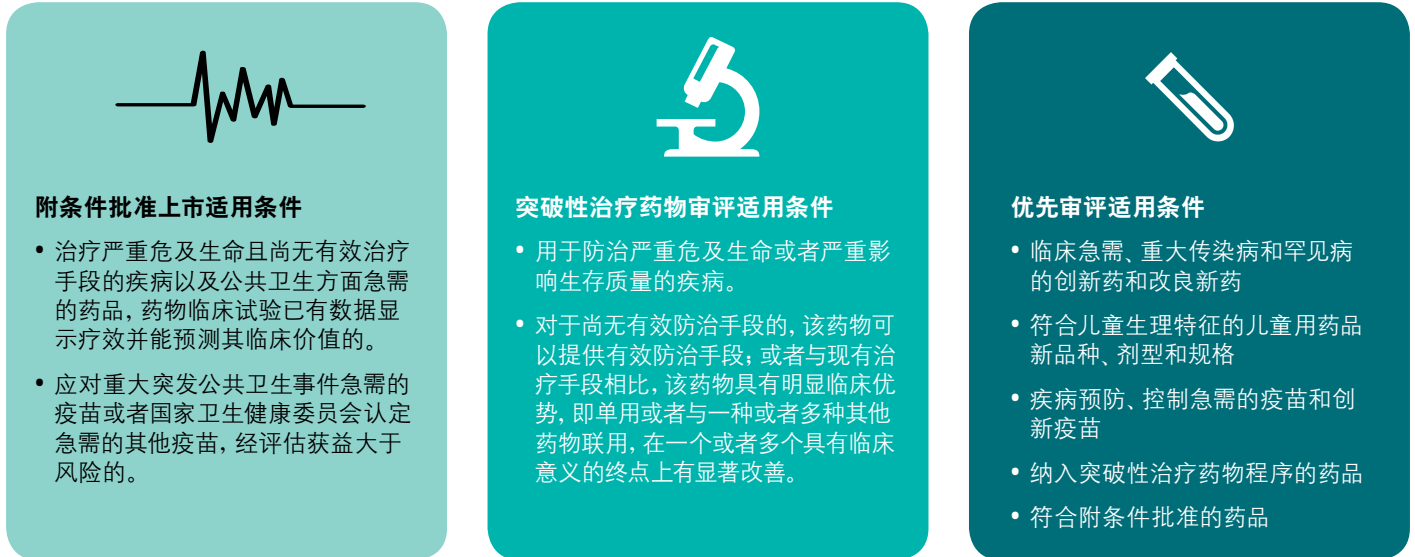 附条件批准上市适用条件
• 治疗严重危及生命且尚无有效治疗
手段的疾病以及公共卫生方面急需
的药品，药物临床试验已有数据显
示疗效并能预测其临床价值的。
• 应对重大突发公共卫生事件急需的
疫苗或者国家卫生健康委员会认定
急需的其他疫苗，经评估获益大于
风险的。
突破性治疗药物审评适用条件
• 用于防治严重危及生命或者严重影
响生存质量的疾病。
• 对于尚无有效防治手段的，该药物可
以提供有效防治手段；或者与现有治
疗手段相比，该药物具有明显临床优
势，即单用或者与一种或者多种其他
药物联用，在一个或者多个具有临床
意义的终点上有显著改善。
优先审评适用条件
• 临床急需、重大传染病和罕见病
的创新药和改良新药
• 符合儿童生理特征的儿童用药品
新品种、剂型和规格
• 疾病预防、控制急需的疫苗和创
新疫苗
• 纳入突破性治疗药物程序的药品
• 符合附条件批准的药品